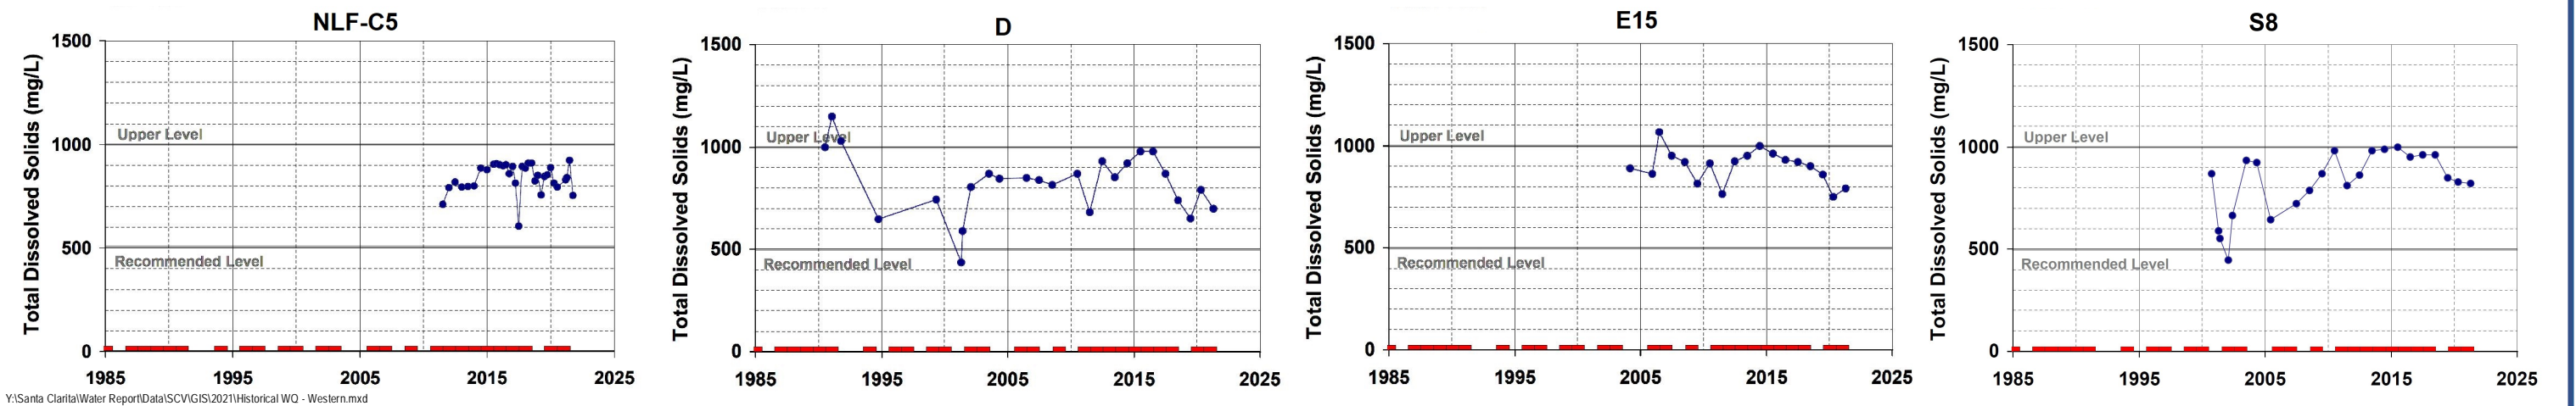 NLF-C5
Total Dissolved Solids (mg/L)
1500
1000
500
0
Upper Level
Recommended Level
1985 1995 2005 2015 2025
D
Total Dissolved Solids (mg/L)
1500
1000
500
0
Upper Level
Recommended Level
1985 1995 2005 2015 2025
E15
Total Dissolved Solids (mg/L)
1500
1000
500
0
Upper Level
Recommended Level
1985 1995 2005 2015 2025
S8
Total Dissolved Solids (mg/L)
1500
1000
500
0
Upper Level
Recommended Level
1985 1995 2005 2015 2025
Y:\Santa Clarita\Water Report\Data\SCV\GIS\2021\Historical WQ - Western.mxd